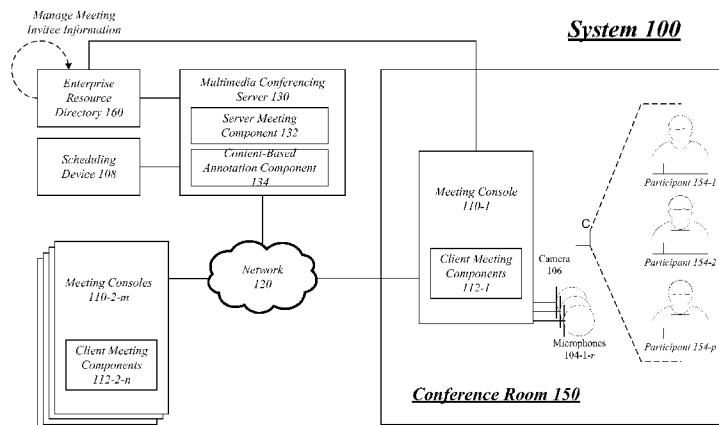 Manage Meeting
Invitee Information
System 100
Enterprise
Resource
Directory 160
Multimedia Conferencing
Server 130
Server Meeting
Component 132
Content-Based
Annotation Component
134
Scheduling
Device 108
Meeting Console
110-1
Client Meeting
Components
112-1
Camera
106
Microphones
104-1-r
C
Participant 154-1
Participant 154-2
Participant 154-p
Network
120
Meeting Consoles
110-2-m
Client Meeting
Components
112-2-n
Conference Room 150